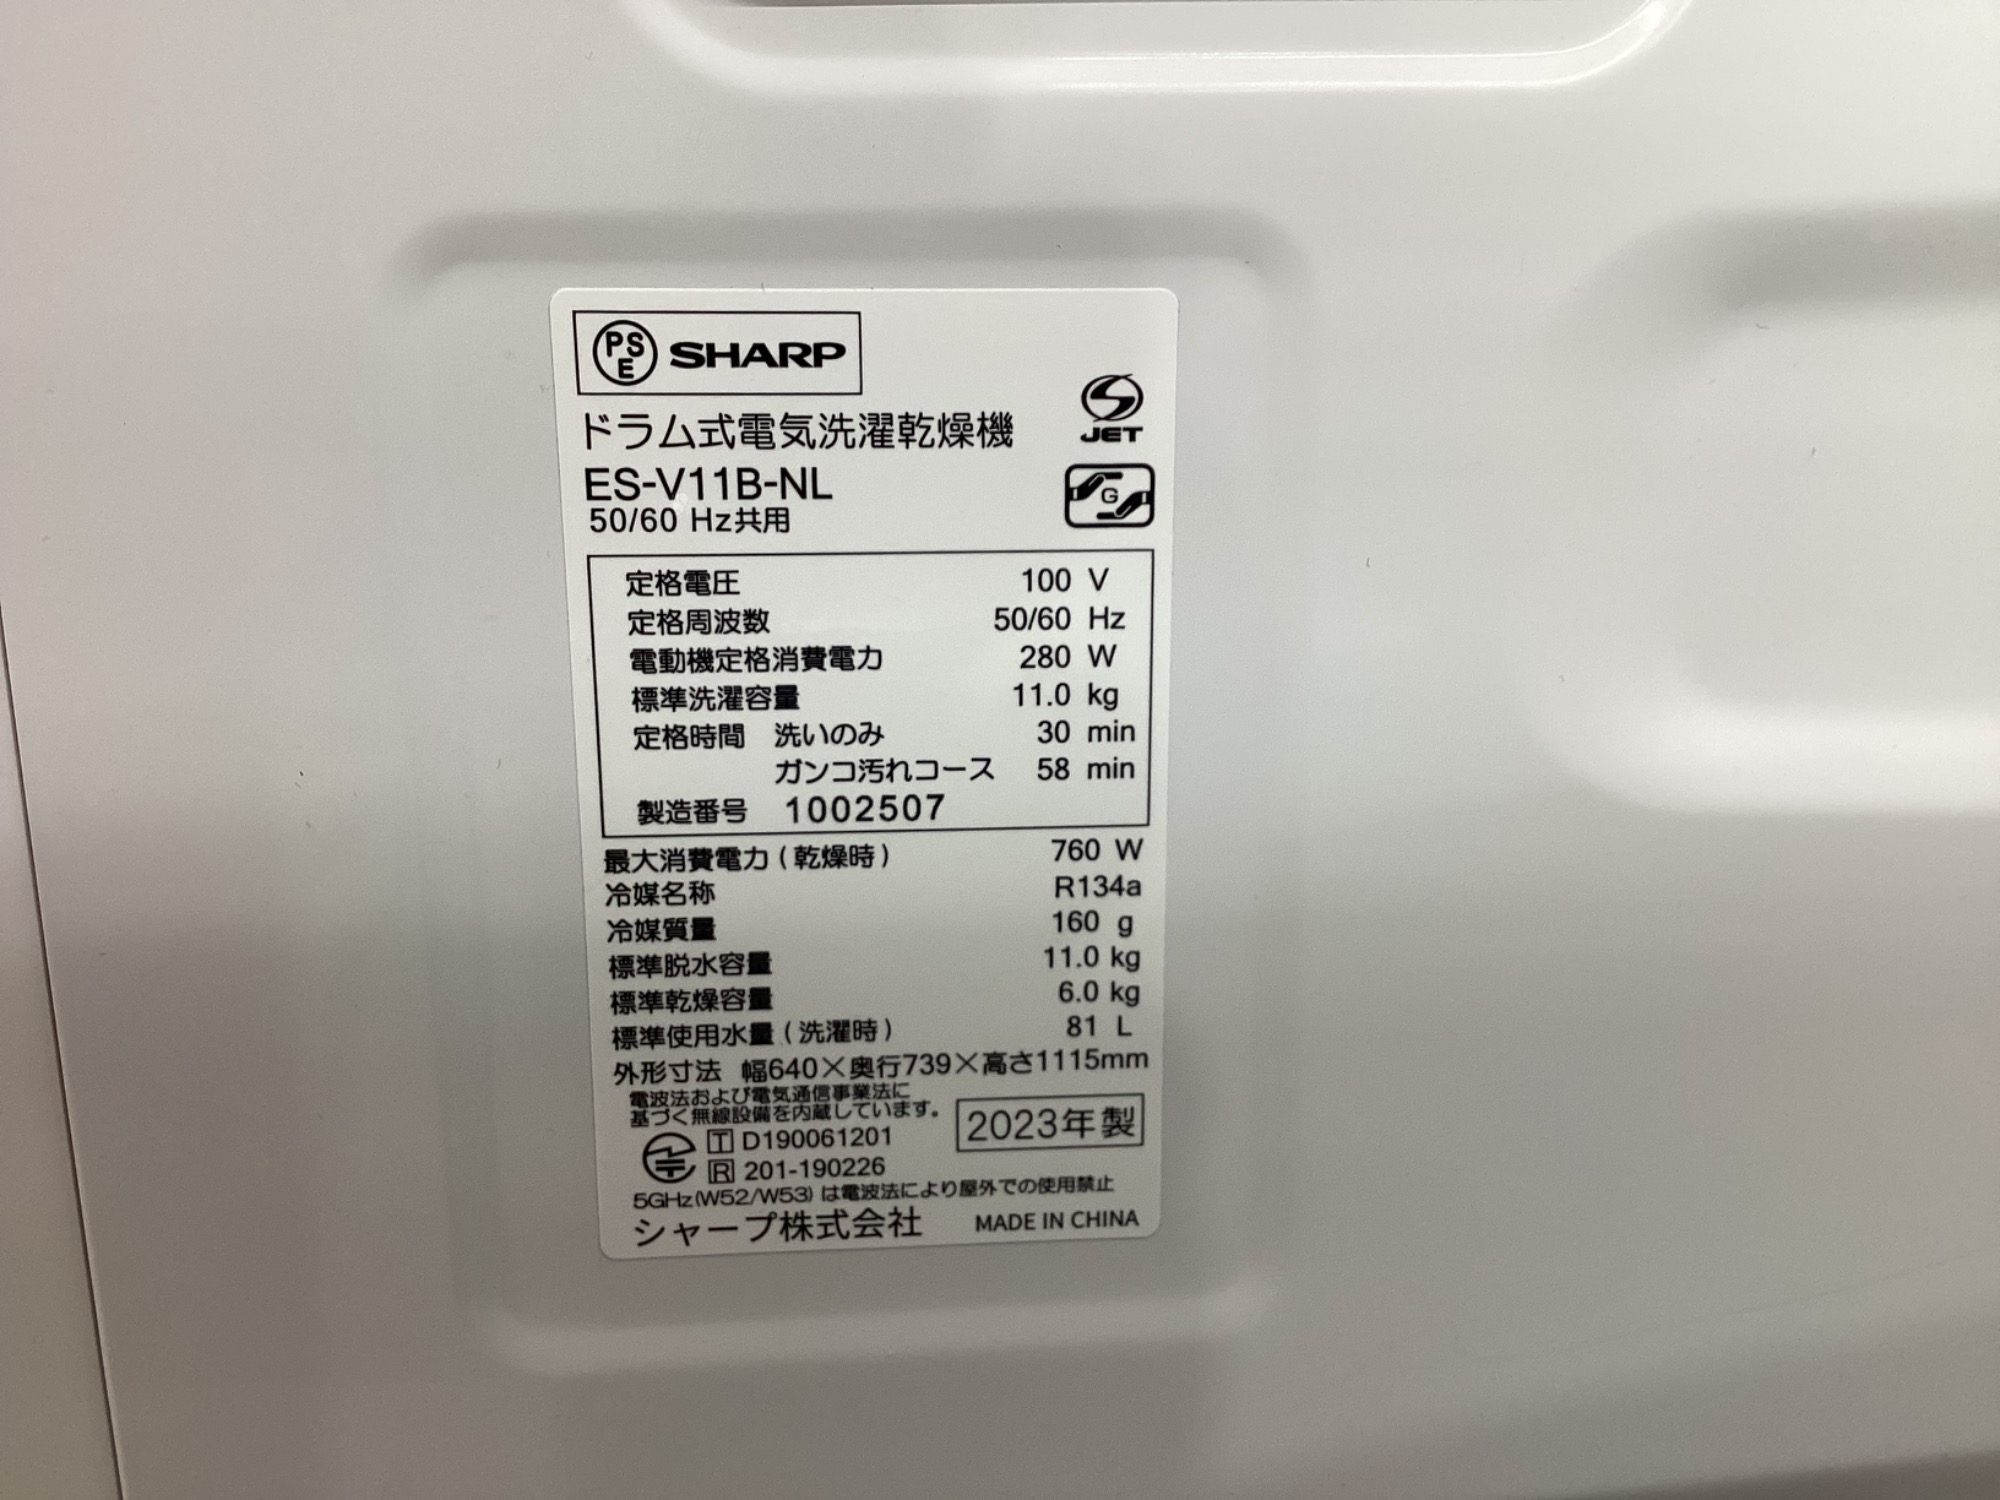 PSE SHARP
JET
ドラム式電気洗濯乾燥機
ES-V11B-NL
G
50/60 Hz共用
定格電圧 100 V
定格周波数 50/60 Hz
電動機定格消費電力 280 W
標準洗濯容量 11.0 kg
定格時間 洗いのみ 30 min
ガンコ汚れコース 58 min
製造番号 1002507
最大消費電力(乾燥時) 760 W
冷媒名称 R134a
冷媒質量 160 g
標準脱水容量 11.0 kg
標準乾燥容量 6.0 kg
標準使用水量(洗濯時) 81 L
外形寸法 幅640×奥行739×高さ1115mm
電波法および電気通信事業法に
基づく無線設備を内蔵しています。
2023年製
T D190061201
R 201-190226
5GHz(W52/W53)は電波法により屋外での使用禁止
シャープ株式会社 MADE IN CHINA